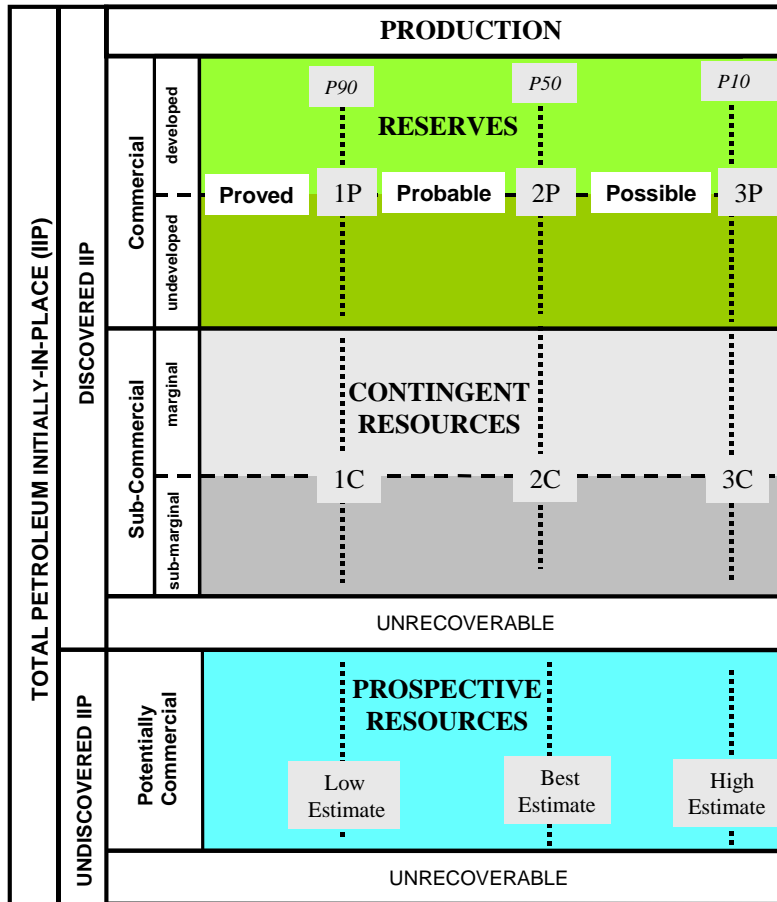 TOTAL PETROLEUM INITIALLY-IN-PLACE (IIP)
DISCOVERED IIP
PRODUCTION
Commercial
developed
undeveloped
P90
P50
P10
RESERVES
Proved
1P
Probable
2P
Possible
3P
Sub-Commercial
marginal
sub-marginal
CONTINGENT
RESOURCES
1C
2C
3C
UNRECOVERABLE
UNDISCOVERED IIP
Potentially
Commercial
PROSPECTIVE
RESOURCES
Low
Estimate
Best
Estimate
High
Estimate
UNRECOVERABLE